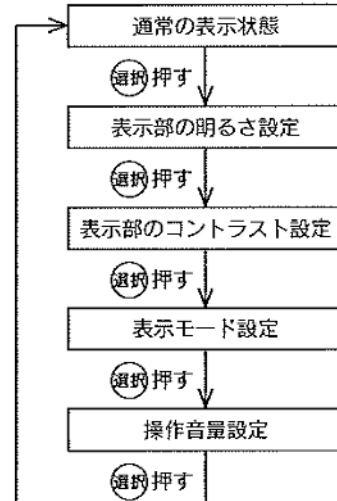 通常の表示状態
選択 押す
表示部の明るさ設定
選択 押す
表示部のコントラスト設定
選択 押す
表示モード設定
選択 押す
操作音量設定
選択 押す